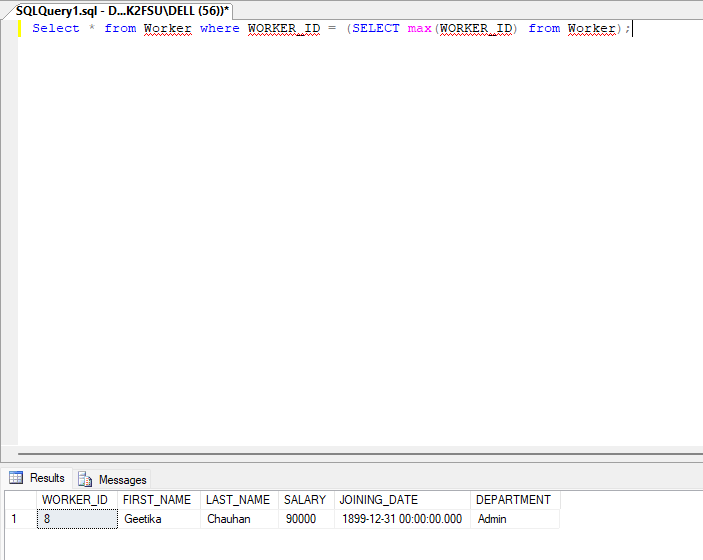 SQLQuery1.sql - D...K2FSU\DELL (56))*
Select * from Worker where WORKER_ID = (SELECT max(WORKER_ID) from Worker);
Results Messages
WORKER_ID FIRST_NAME LAST_NAME SALARY JOINING_DATE DEPARTMENT
1 8 Geetika Chauhan 90000 1899-12-31 00:00:00.000 Admin